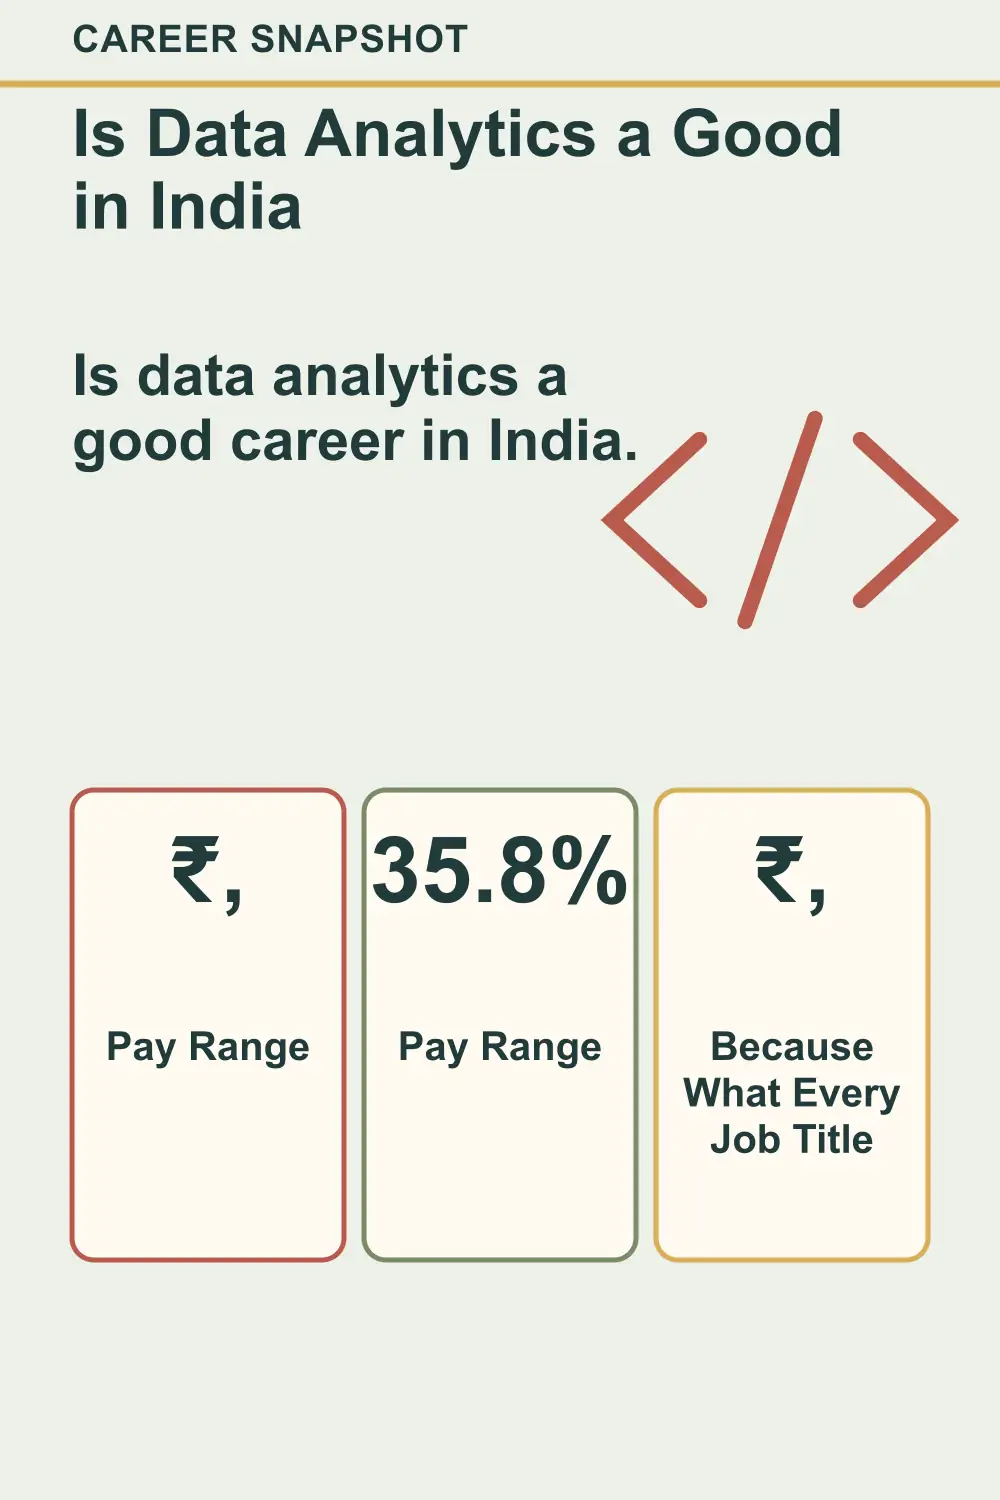 CAREER SNAPSHOT
Is Data Analytics a Good
in India
Is data analytics a
good career in India.
₹,
Pay Range
35.8%
Pay Range
₹,
Because
What Every
Job Title